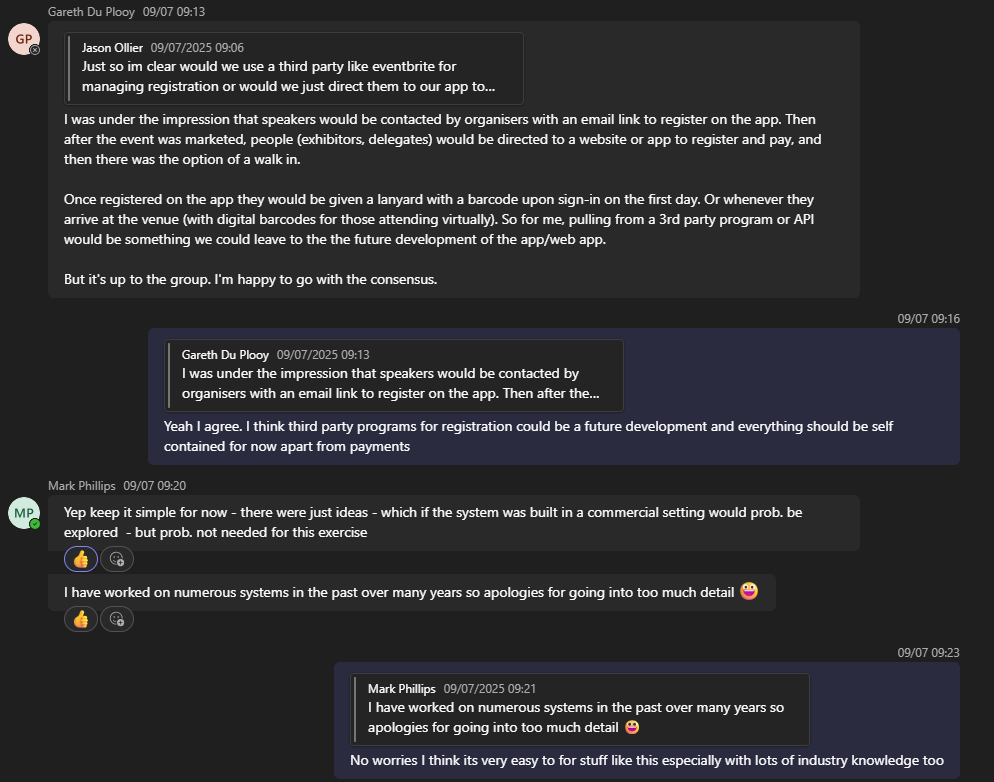 Gareth Du Plooy 09/07 09:13
GP
Jason Ollier 09/07/2025 09:06
Just so im clear would we use a third party like eventbrite for
managing registration or would we just direct them to our app to...
I was under the impression that speakers would be contacted by organisers with an email link to register on the app. Then
after the event was marketed, people (exhibitors, delegates) would be directed to a website or app to register and pay, and
then there was the option of a walk in.
Once registered on the app they would be given a lanyard with a barcode upon sign-in on the first day. Or whenever they
arrive at the venue (with digital barcodes for those attending virtually). So for me, pulling from a 3rd party program or API
would be something we could leave to the the future development of the app/web app.
But it's up to the group. I'm happy to go with the consensus.
09/07 09:16
Gareth Du Plooy 09/07/2025 09:13
I was under the impression that speakers would be contacted by
organisers with an email link to register on the app. Then after the...
Yeah I agree. I think third party programs for registration could be a future development and everything should be self
contained for now apart from payments
Mark Phillips 09/07 09:20
MP
Yep keep it simple for now - there were just ideas - which if the system was built in a commercial setting would prob. be
explored - but prob. not needed for this exercise
👍
I have worked on numerous systems in the past over many years so apologies for going into too much detail 😀
👍
09/07 09:23
Mark Phillips 09/07/2025 09:21
I have worked on numerous systems in the past over many years so
apologies for going into too much detail 😀
No worries I think its very easy to for stuff like this especially with lots of industry knowledge too